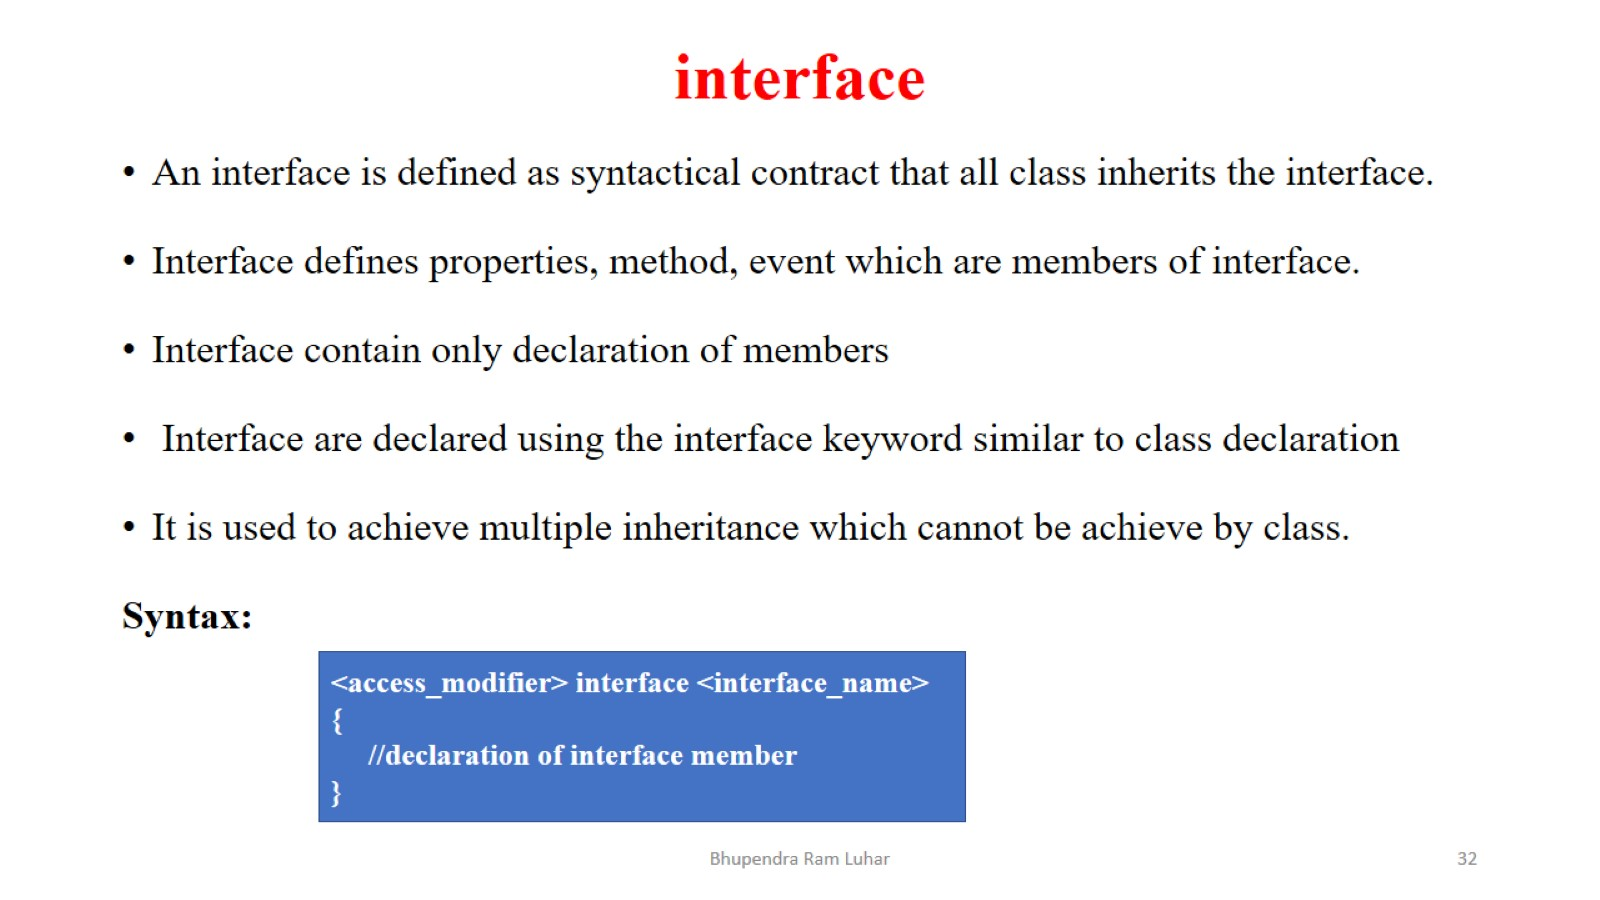 interface
• An interface is defined as syntactical contract that all class inherits the interface.
• Interface defines properties, method, event which are members of interface.
• Interface contain only declaration of members
• Interface are declared using the interface keyword similar to class declaration
• It is used to achieve multiple inheritance which cannot be achieve by class.
Syntax:
<access_modifier> interface <interface_name>
{
//declaration of interface member
}
Bhupendra Ram Luhar
32